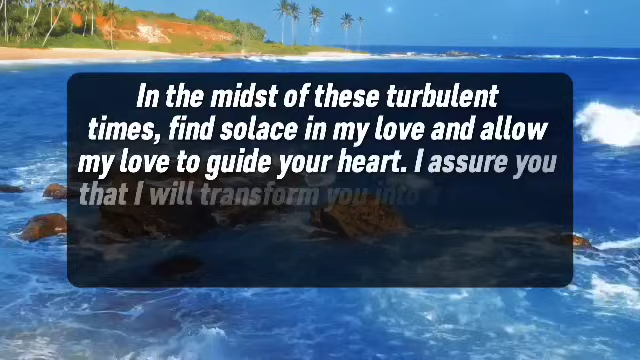 In the midst of these turbulent
times, find solace in my love and allow
my love to guide your heart. I assure you
that I will transform you into